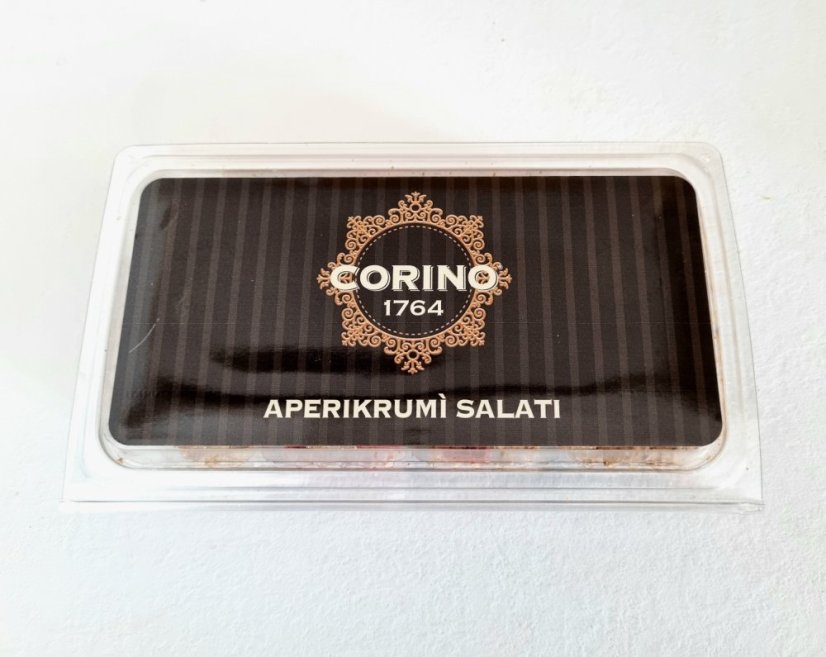 CORINO
1764
APERIKRUMÌ SALATI